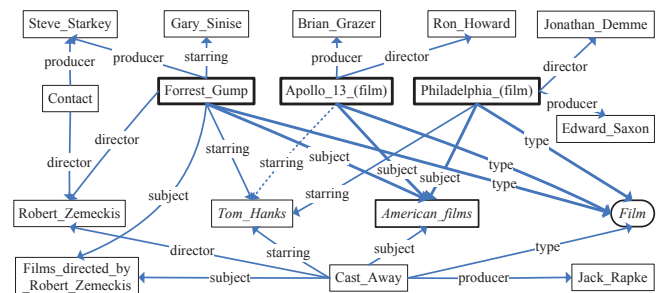 Steve_Starkey
Gary_Sinise
Brian_Grazer
Ron_Howard
Jonathan_Demme
producer
producer
starring
producer
director
director
Contact
Forrest_Gump
Apollo_13_(film)
Philadelphia_(film)
producer
Edward_Saxon
director
director
starring
subject
subject
subject
type
type
type
subject
starring
starring
Robert_Zemeckis
Tom_Hanks
American_films
Film
director
starring
subject
type
Films_directed_by
_Robert_Zemeckis
subject
Cast_Away
producer
Jack_Rapke